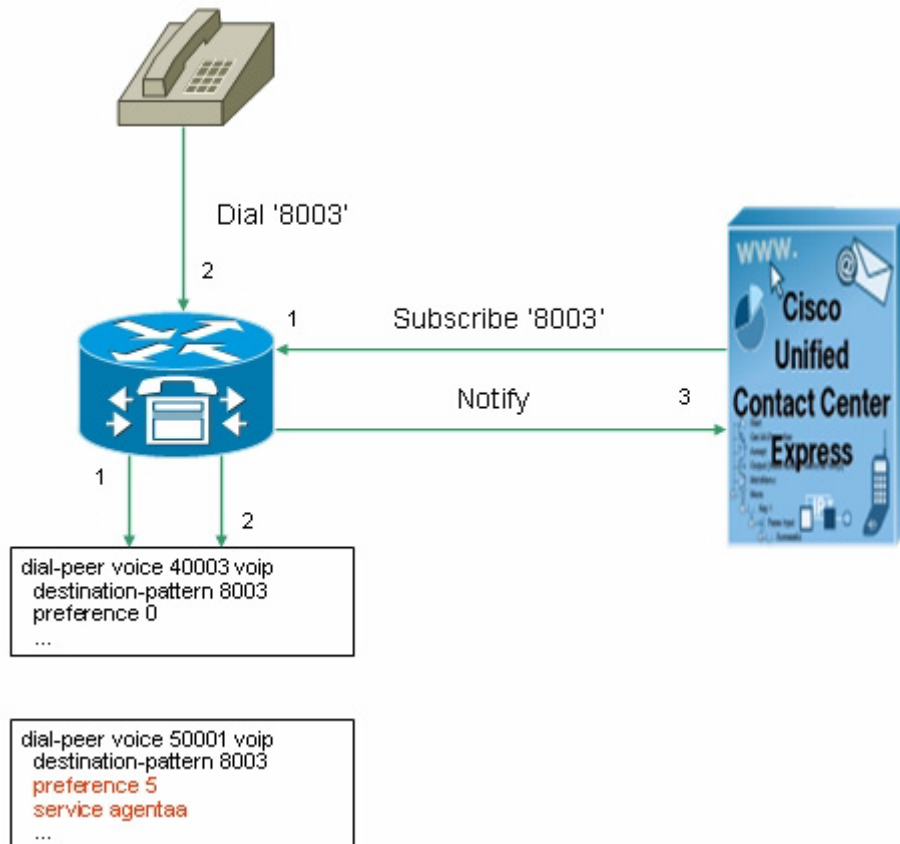 Dial '8003'
2
1
Subscribe '8003'
Notify
3
1
2
www.
@
Cisco
Unified
Contact Center
Express
IP
dial-peer voice 40003 voip
destination-pattern 8003
preference 0
...
dial-peer voice 50001 voip
destination-pattern 8003
preference 5
service agentaa
...